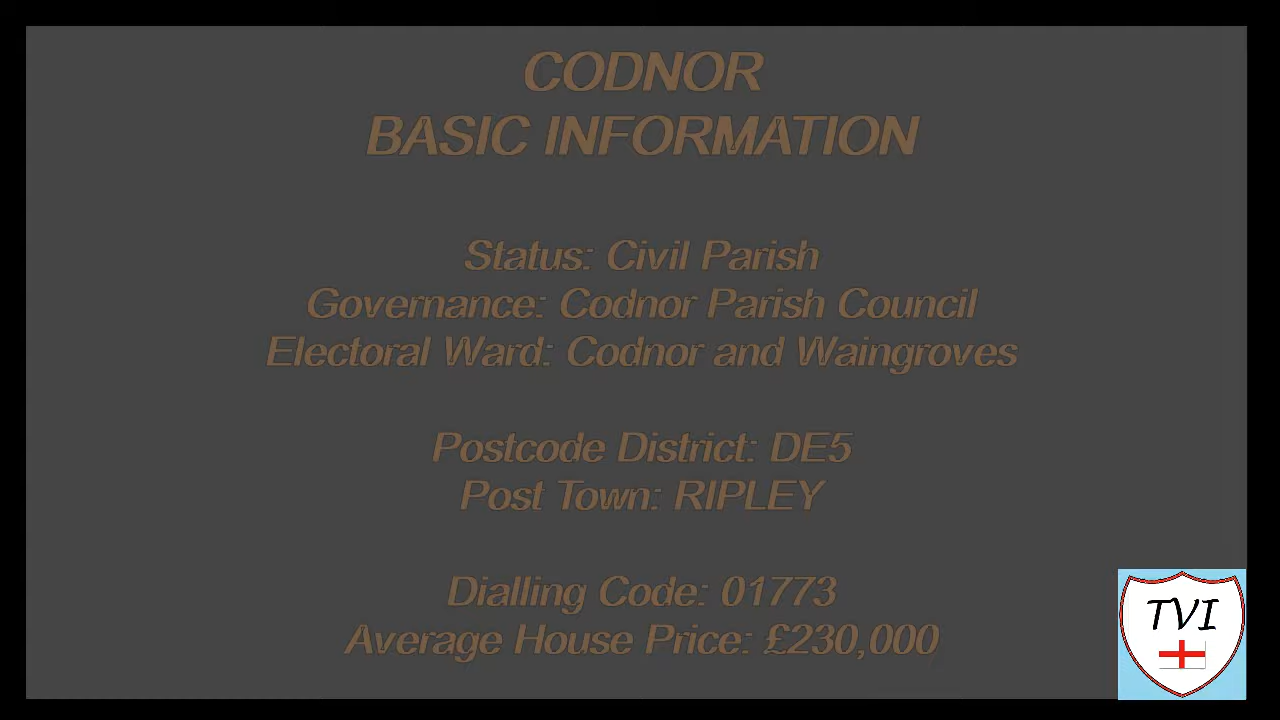 CODNOR
BASIC INFORMATION
Status: Civil Parish
Governance: Codnor Parish Council
Electoral Ward: Codnor and Waingroves
Postcode District: DE5
Post Town: RIPLEY
Dialling Code: 01773
Average House Price: £230,000
TVI